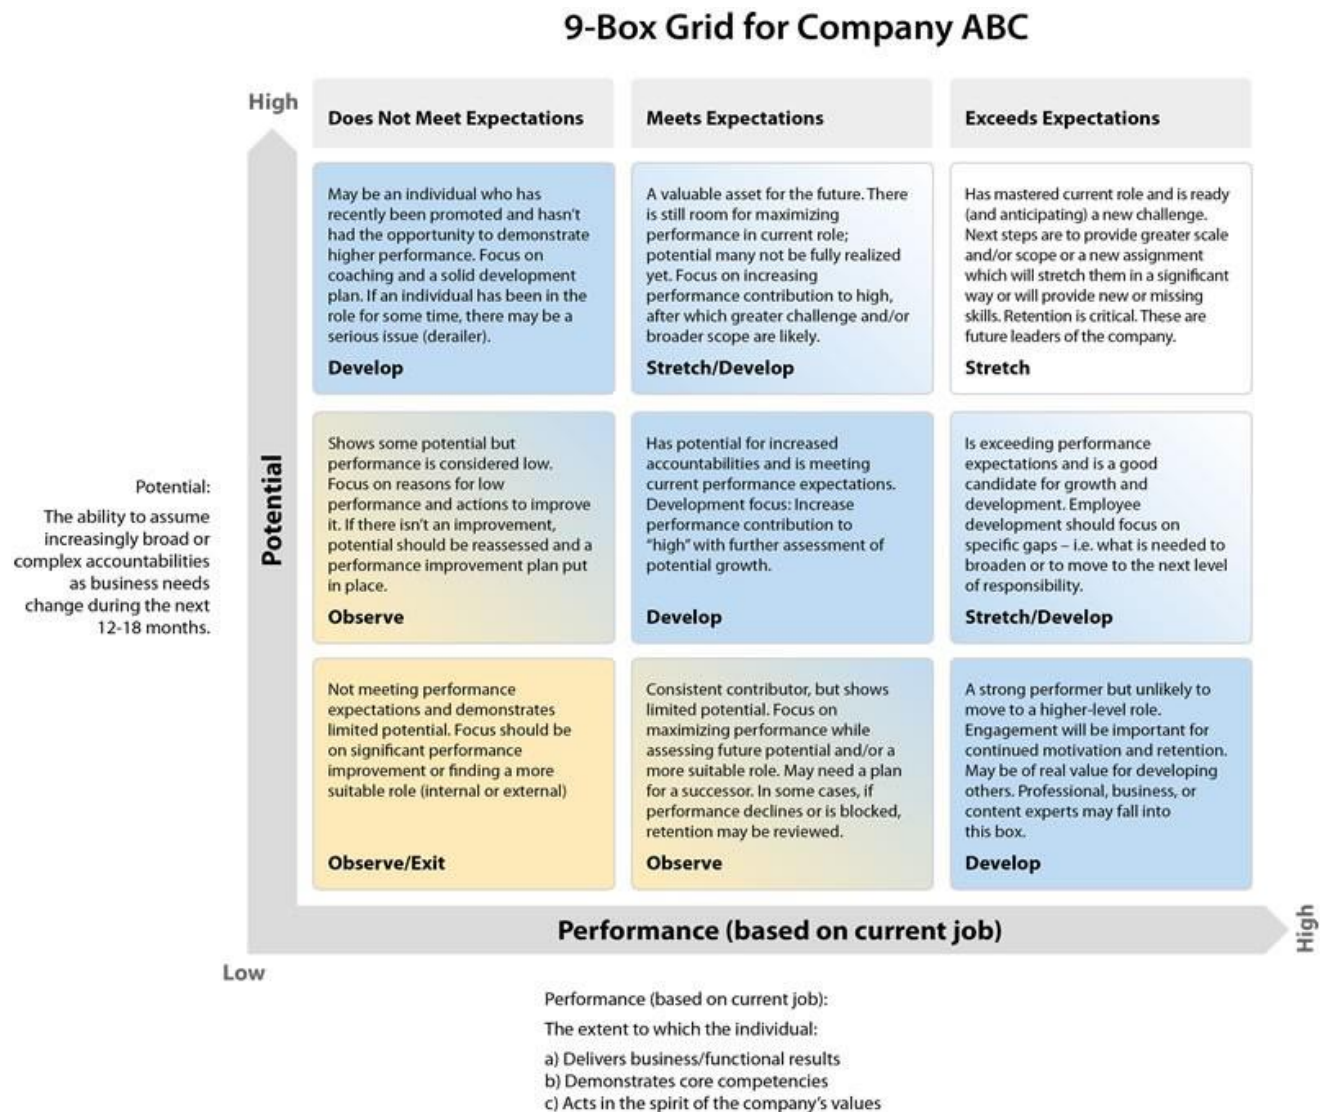 9-Box Grid for Company ABC
High
Does Not Meet Expectations
Meets Expectations
Exceeds Expectations
May be an individual who has
recently been promoted and hasn't
had the opportunity to demonstrate
higher performance. Focus on
coaching and a solid development
plan. If an individual has been in the
role for some time, there may be a
serious issue (derailer).
Develop
A valuable asset for the future. There
is still room for maximizing
performance in current role;
potential many not be fully realized
yet. Focus on increasing
performance contribution to high,
after which greater challenge and/or
broader scope are likely.
Stretch/Develop
Has mastered current role and is ready
(and anticipating) a new challenge.
Next steps are to provide greater scale
and/or scope or a new assignment
which will stretch them in a significant
way or will provide new or missing
skills. Retention is critical. These are
future leaders of the company.
Stretch
Potential:
The ability to assume
increasingly broad or
complex accountabilities
as business needs
change during the next
12-18 months.
Potential
Shows some potential but
performance is considered low.
Focus on reasons for low
performance and actions to improve
it. If there isn't an improvement,
potential should be reassessed and a
performance improvement plan put
in place.
Observe
Has potential for increased
accountabilities and is meeting
current performance expectations.
Development focus: Increase
performance contribution to
"high" with further assessment of
potential growth.
Develop
Is exceeding performance
expectations and is a good
candidate for growth and
development. Employee
development should focus on
specific gaps – i.e. what is needed to
broaden or to move to the next level
of responsibility.
Stretch/Develop
Not meeting performance
expectations and demonstrates
limited potential. Focus should be
on significant performance
improvement or finding a more
suitable role (internal or external)
Observe/Exit
Consistent contributor, but shows
limited potential. Focus on
maximizing performance while
assessing future potential and/or a
more suitable role. May need a plan
for a successor. In some cases, if
performance declines or is blocked,
retention may be reviewed.
Observe
A strong performer but unlikely to
move to a higher-level role.
Engagement will be important for
continued motivation and retention.
May be of real value for developing
others. Professional, business, or
content experts may fall into
this box.
Develop
Performance (based on current job)
High
Low
Performance (based on current job):
The extent to which the individual:
a) Delivers business/functional results
b) Demonstrates core competencies
c) Acts in the spirit of the company's values